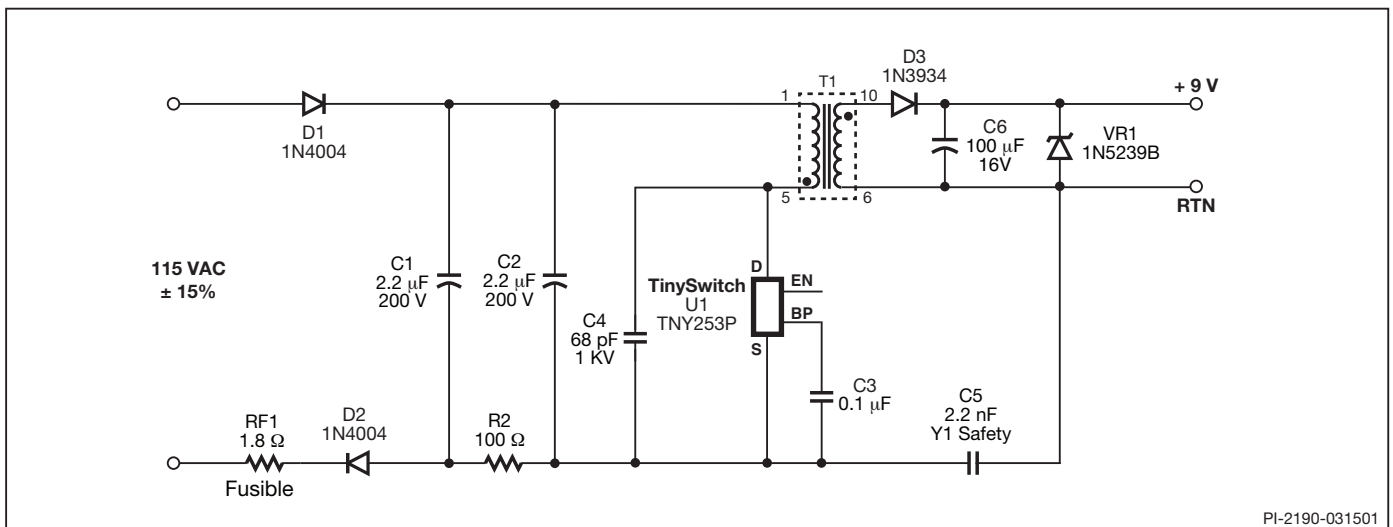 D3
1N3934
T1
+ 9 V
1
10
D1
1N4004
C6
100 µF
16V
VR1
1N5239B
5
6
RTN
115 VAC
± 15%
C1
2.2 µF
200 V
C2
2.2 µF
200 V
D
TinySwitch
EN
U1
TNY253P
BP
S
C4
68 pF
1 KV
C3
0.1 µF
C5
2.2 nF
Y1 Safety
RF1
1.8 Ω
D2
1N4004
R2
100 Ω
Fusible
PI-2190-031501